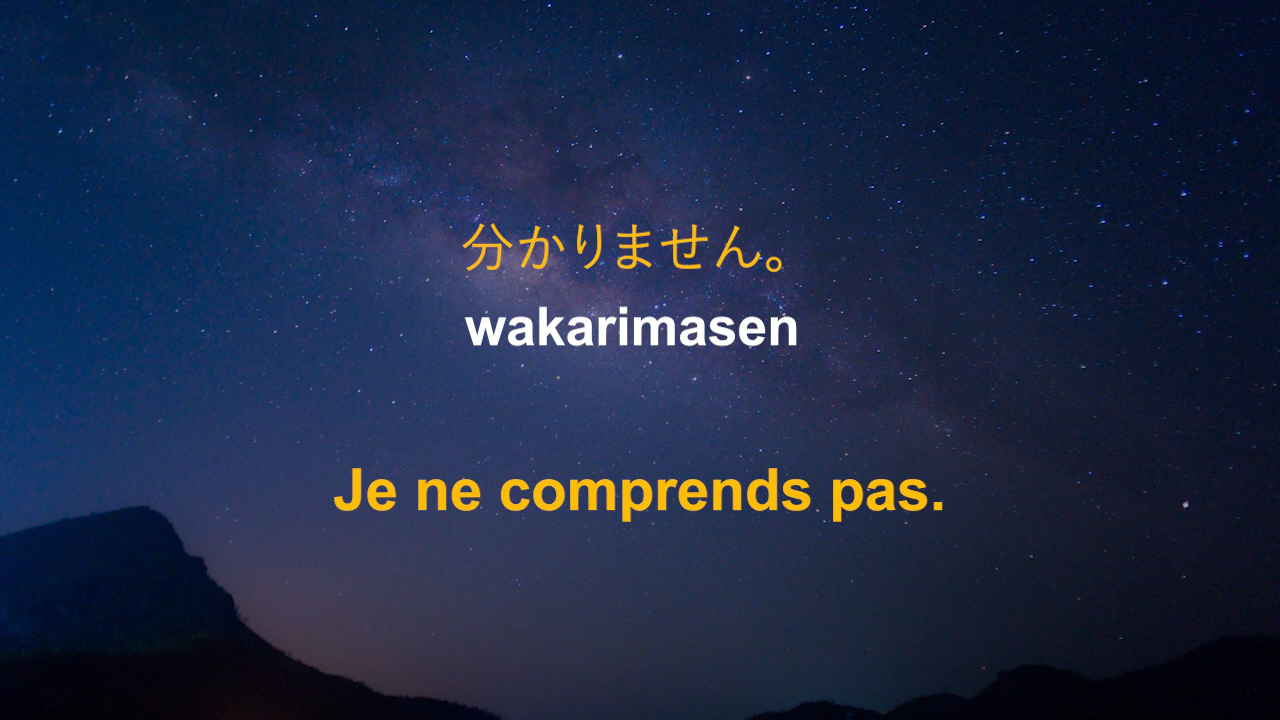 分かりません。
wakarimasen
Je ne comprends pas.